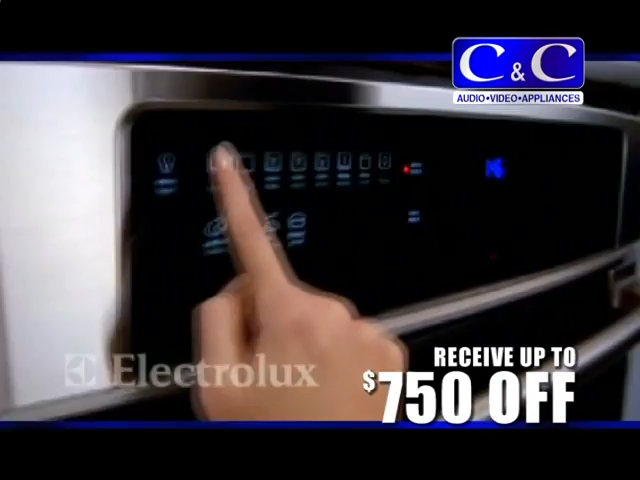 C & C
AUDIO•VIDEO•APPLIANCES
Electrolux
RECEIVE UP TO
$750 OFF